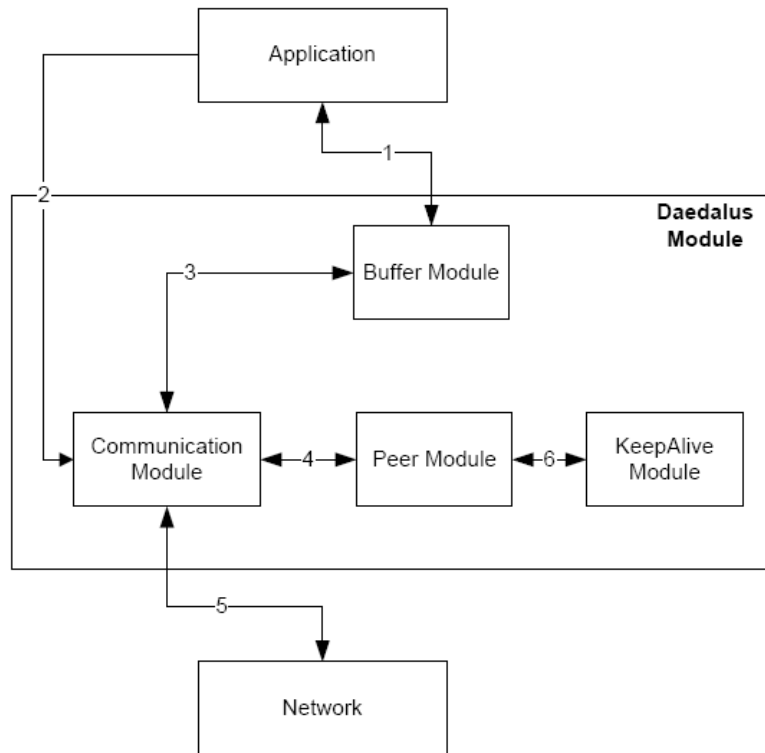 Application
1
2
Daedalus
Module
Buffer Module
3
Communication
Module
4
Peer Module
6
KeepAlive
Module
5
Network